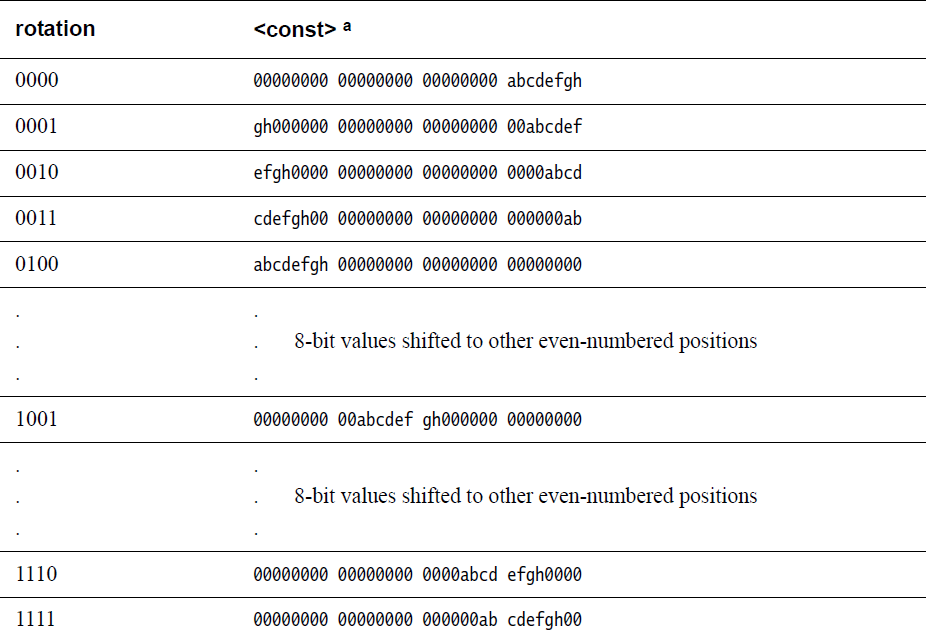 rotation <const> a
0000 00000000 00000000 00000000 abcdefgh
0001 gh000000 00000000 00000000 00abcdef
0010 efgh0000 00000000 00000000 0000abcd
0011 cdefgh00 00000000 00000000 000000ab
0100 abcdefgh 00000000 00000000 00000000
. .
. . 8-bit values shifted to other even-numbered positions
. .
1001 00000000 00abcdef gh000000 00000000
. .
. . 8-bit values shifted to other even-numbered positions
. .
1110 00000000 00000000 0000abcd efgh0000
1111 00000000 00000000 000000ab cdefgh00